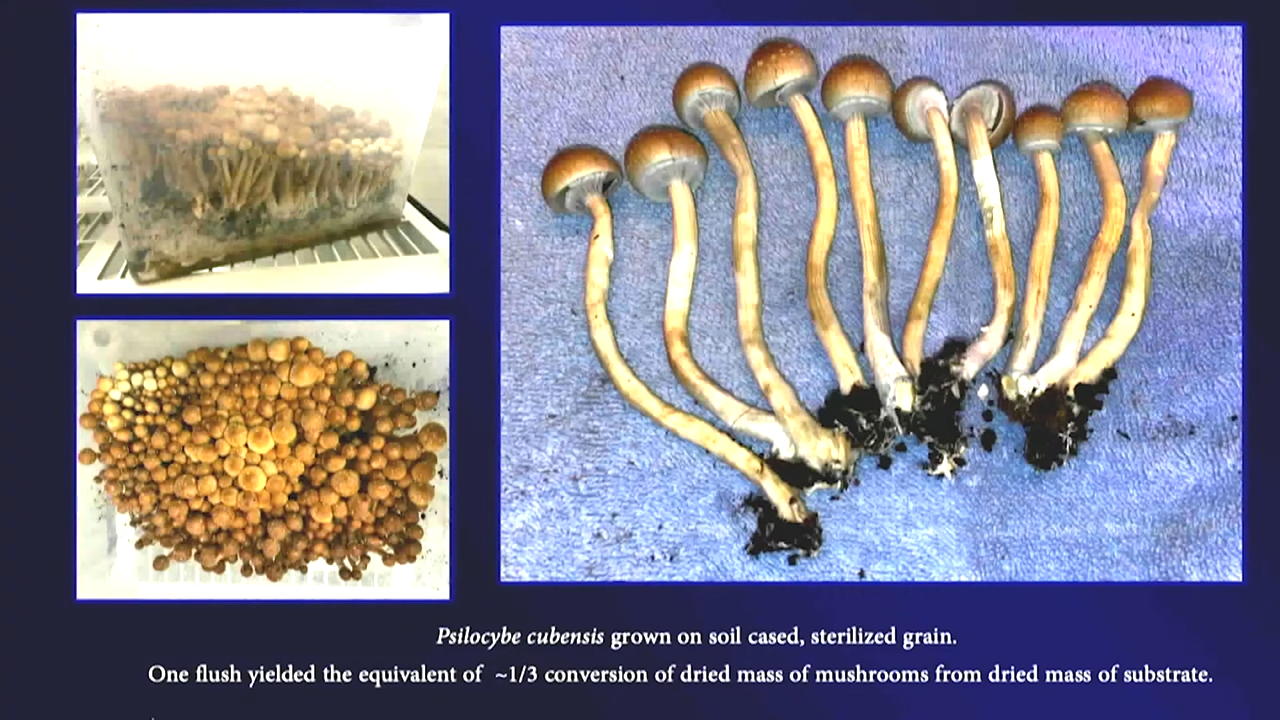 Psilocybe cubensis grown on soil cased, sterilized grain.
One flush yielded the equivalent of ~1/3 conversion of dried mass of mushrooms from dried mass of substrate.